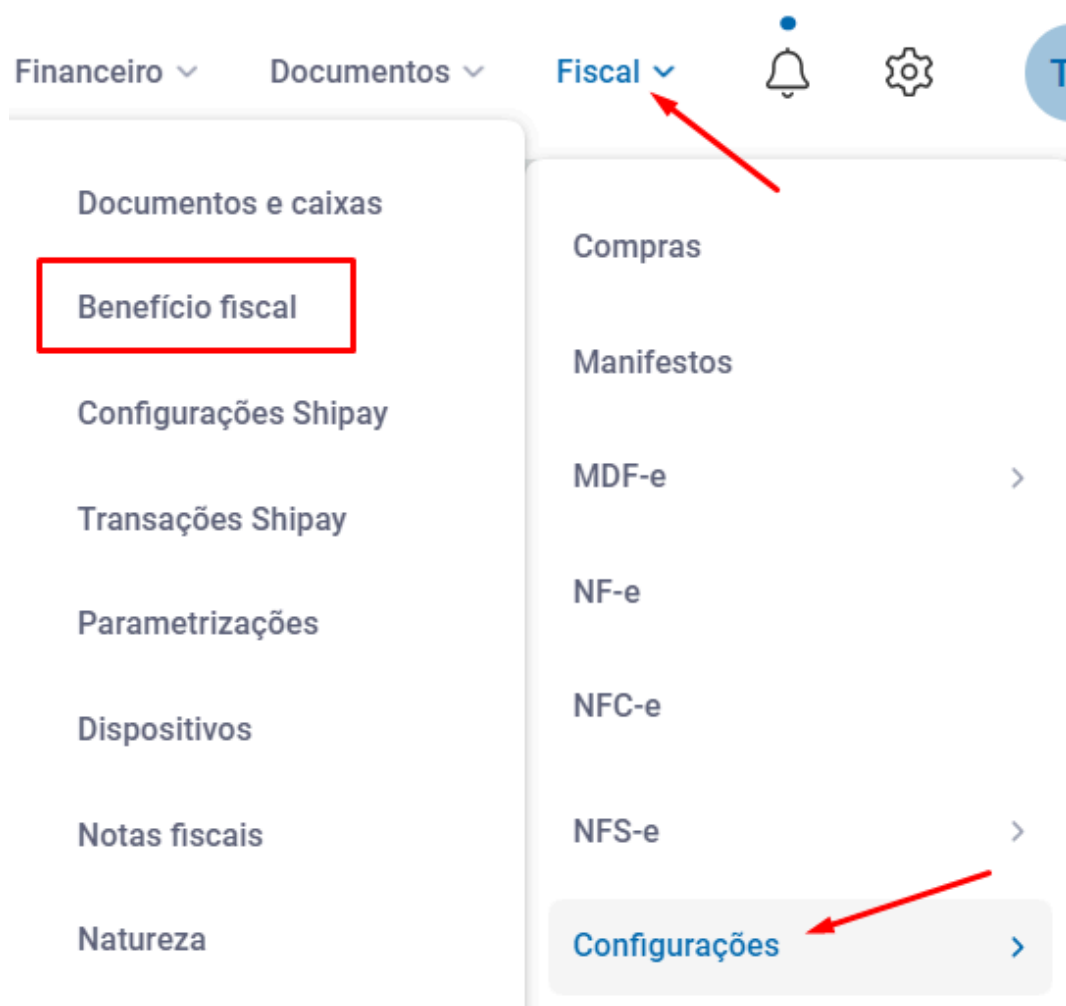 Financeiro Documentos Fiscal T
Documentos e caixas
Benefício fiscal
Configurações Shipay
Transações Shipay
Parametrizações
Dispositivos
Notas fiscais
Natureza
Compras
Manifestos
MDF-e
NF-e
NFC-e
NFS-e
Configurações